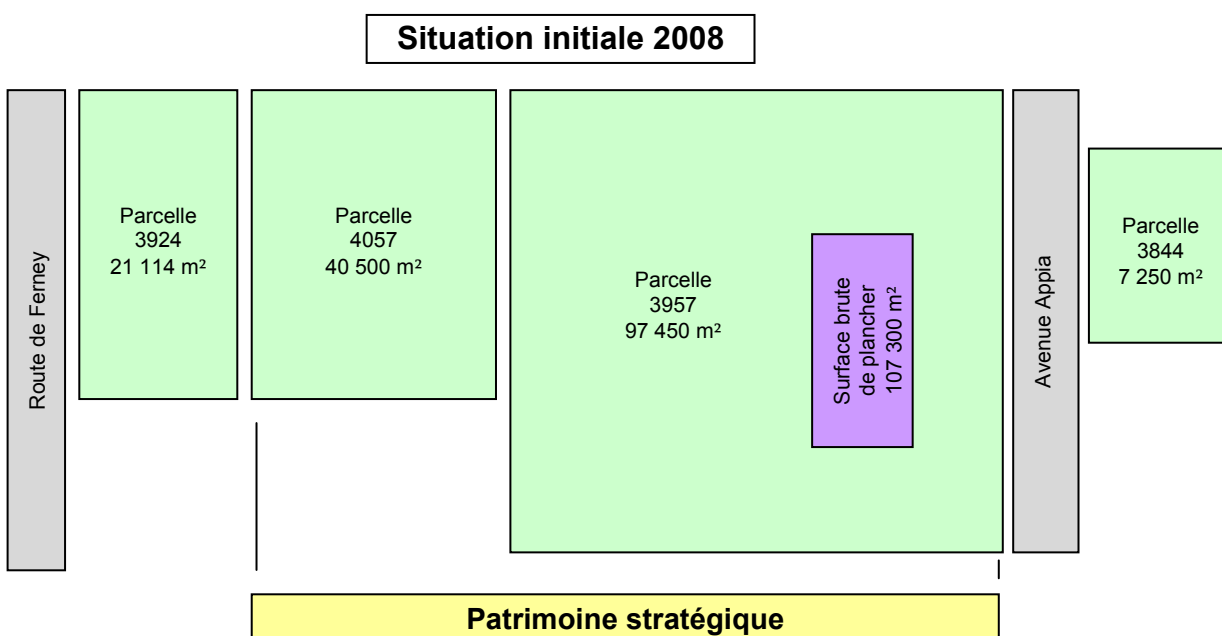 Situation initiale 2008
Route de Ferney
Parcelle
3924
21 114 m²
Parcelle
4057
40 500 m²
Parcelle
3957
97 450 m²
Surface brute
de plancher
107 300 m²
Avenue Appia
Parcelle
3844
7 250 m²
Patrimoine stratégique